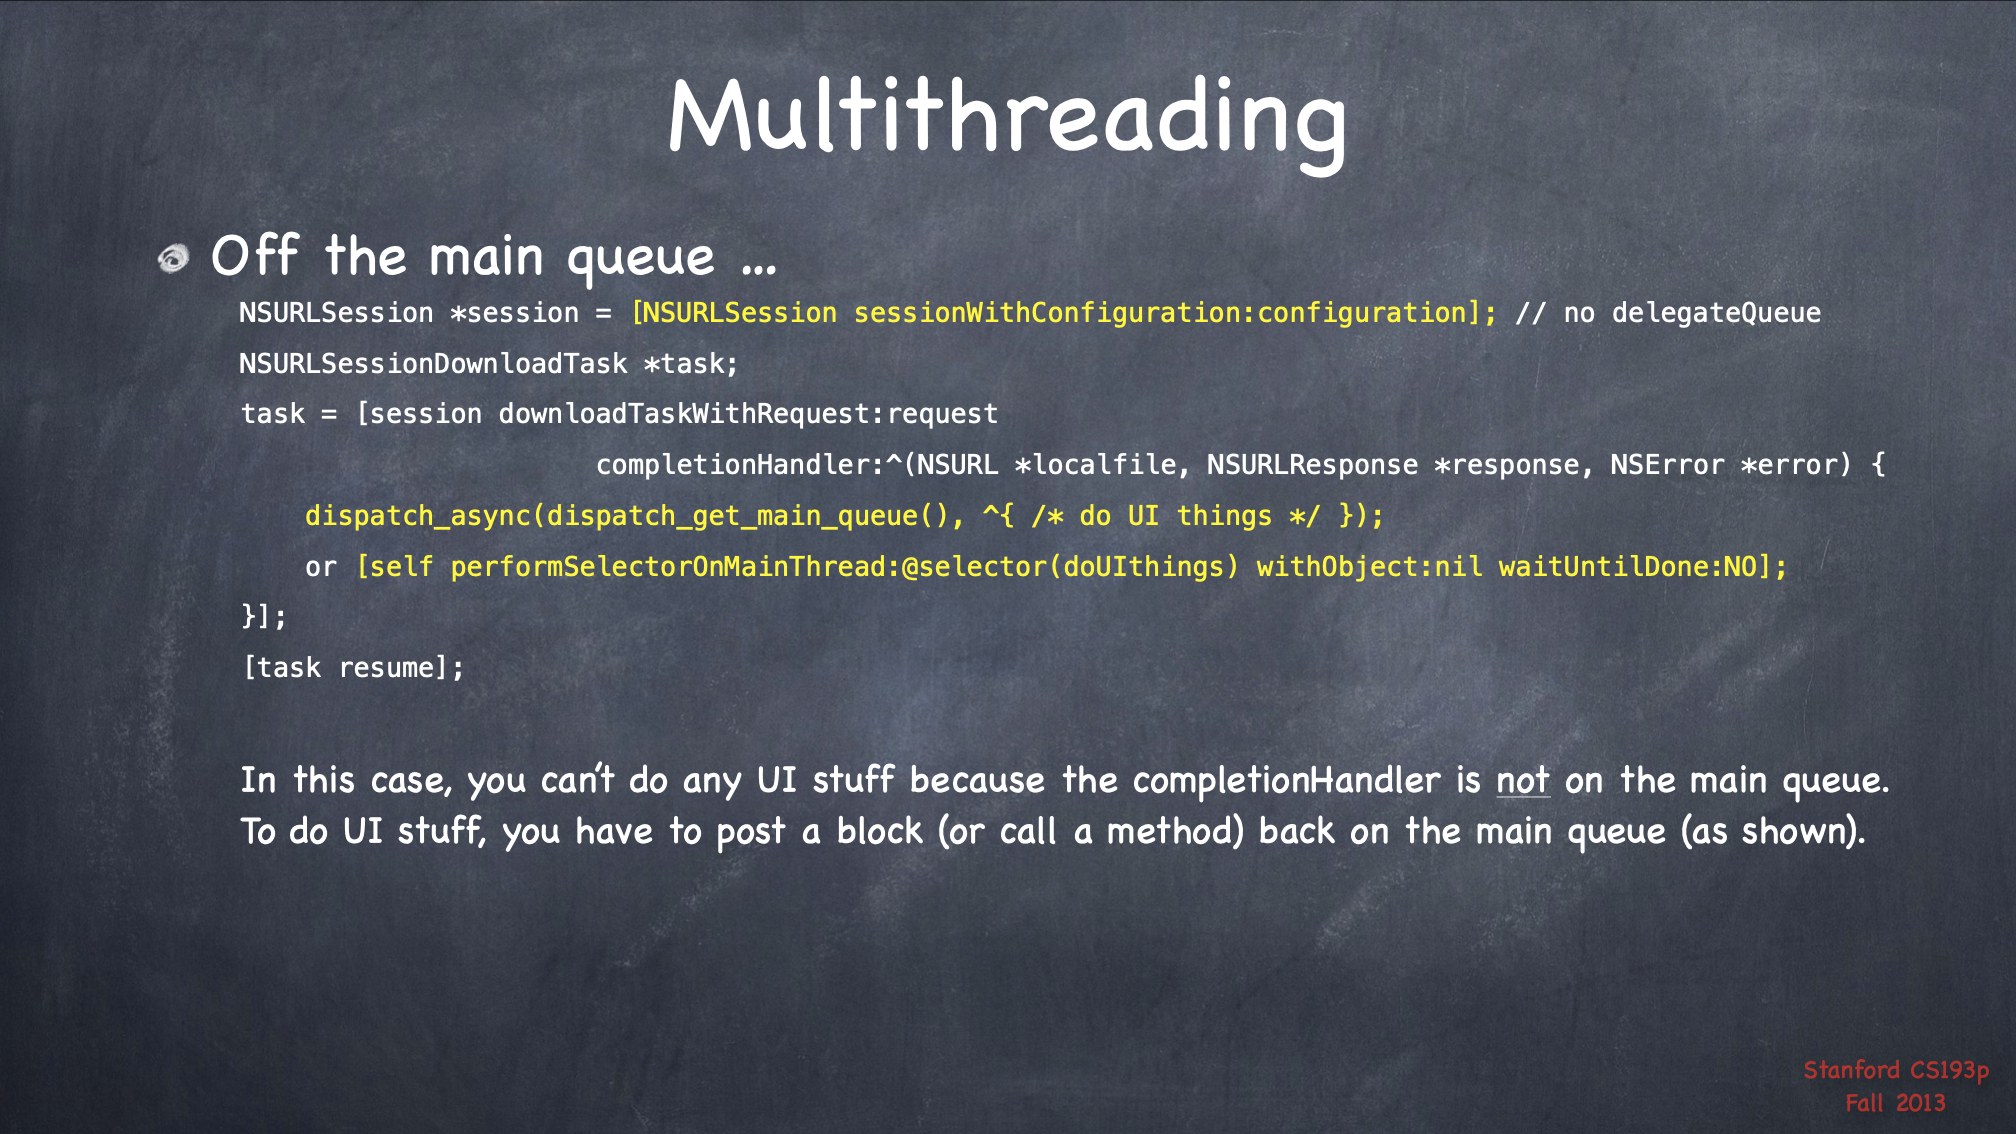 Multithreading
Off the main queue ...
NSURLSession *session = [NSURLSession sessionWithConfiguration:configuration]; // no delegateQueue
NSURLSessionDownloadTask *task;
task = [session downloadTaskWithRequest:request
completionHandler:^(NSURL *localfile, NSURLResponse *response, NSError *error) {
dispatch_async(dispatch_get_main_queue(), ^{ /* do UI things */ });
or [self performSelectorOnMainThread:@selector(doUIthings) withObject:nil waitUntilDone:NO];
}];
[task resume];
In this case, you can't do any UI stuff because the completionHandler is not on the main queue.
To do UI stuff, you have to post a block (or call a method) back on the main queue (as shown).
Stanford CS193p
Fall 2013